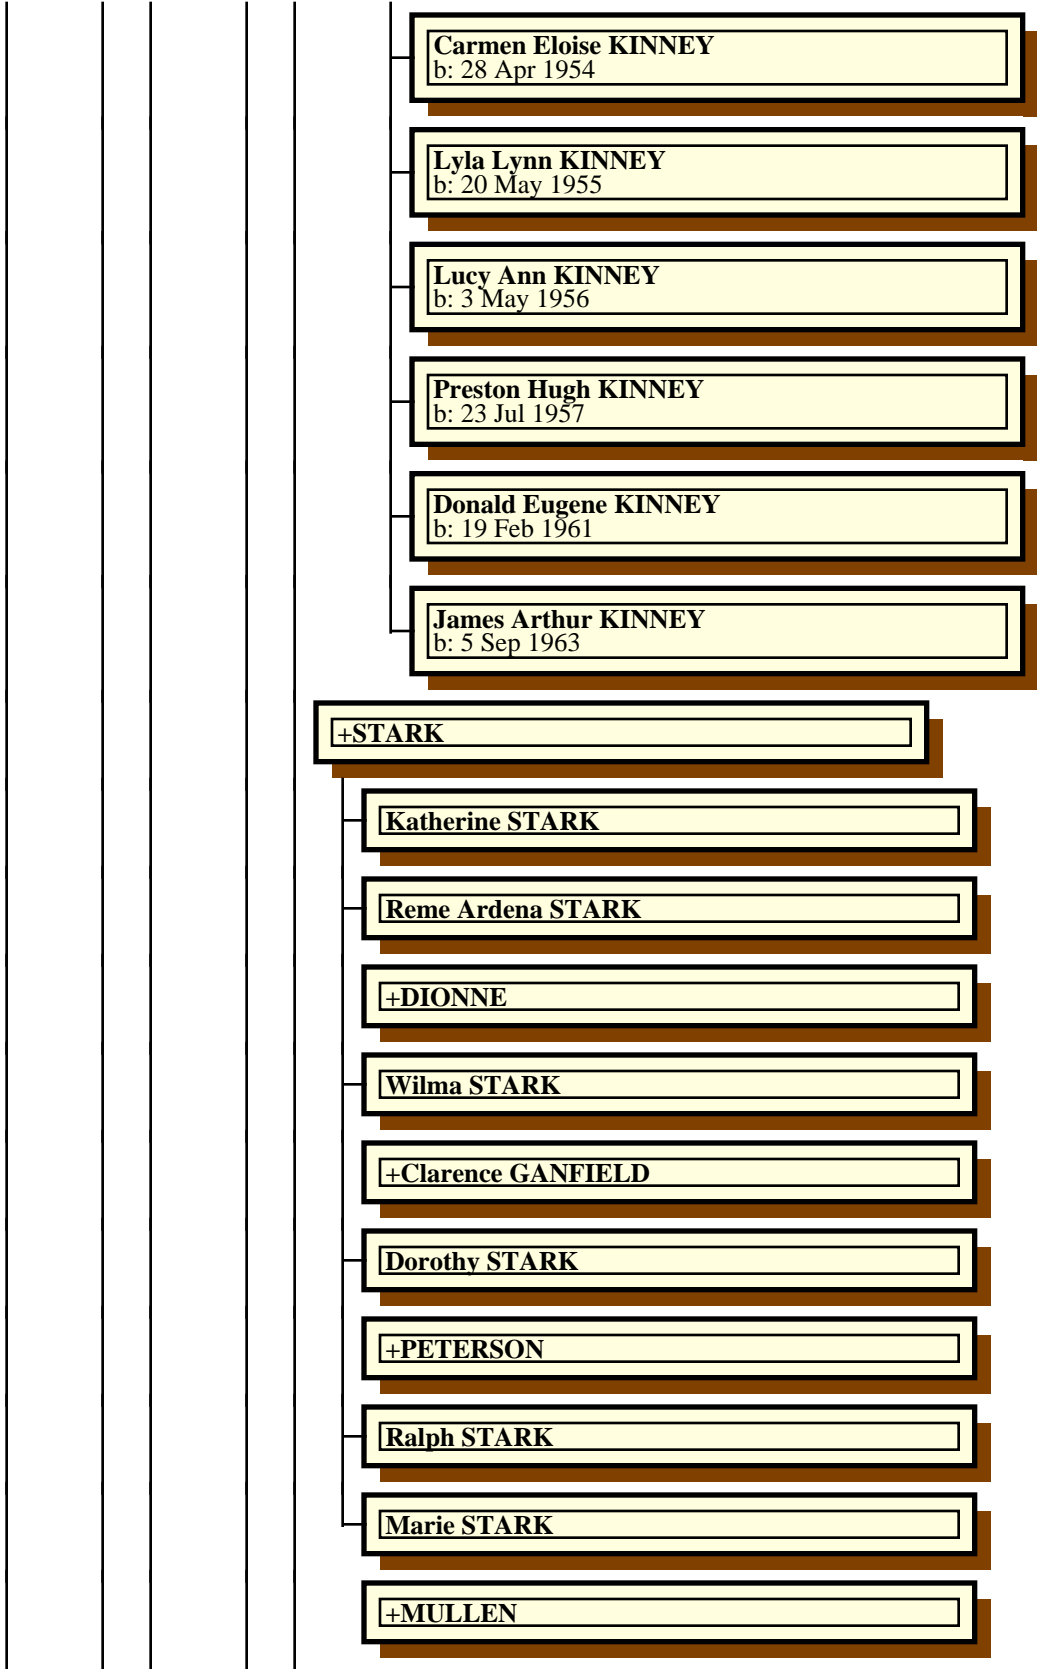 Carmen Eloise KINNEY
b: 28 Apr 1954
Lyla Lynn KINNEY
b: 20 May 1955
Lucy Ann KINNEY
b: 3 May 1956
Preston Hugh KINNEY
b: 23 Jul 1957
Donald Eugene KINNEY
b: 19 Feb 1961
James Arthur KINNEY
b: 5 Sep 1963
+STARK
Katherine STARK
Reme Ardena STARK
+DIONNE
Wilma STARK
+Clarence GANFIELD
Dorothy STARK
+PETERSON
Ralph STARK
Marie STARK
+MULLEN